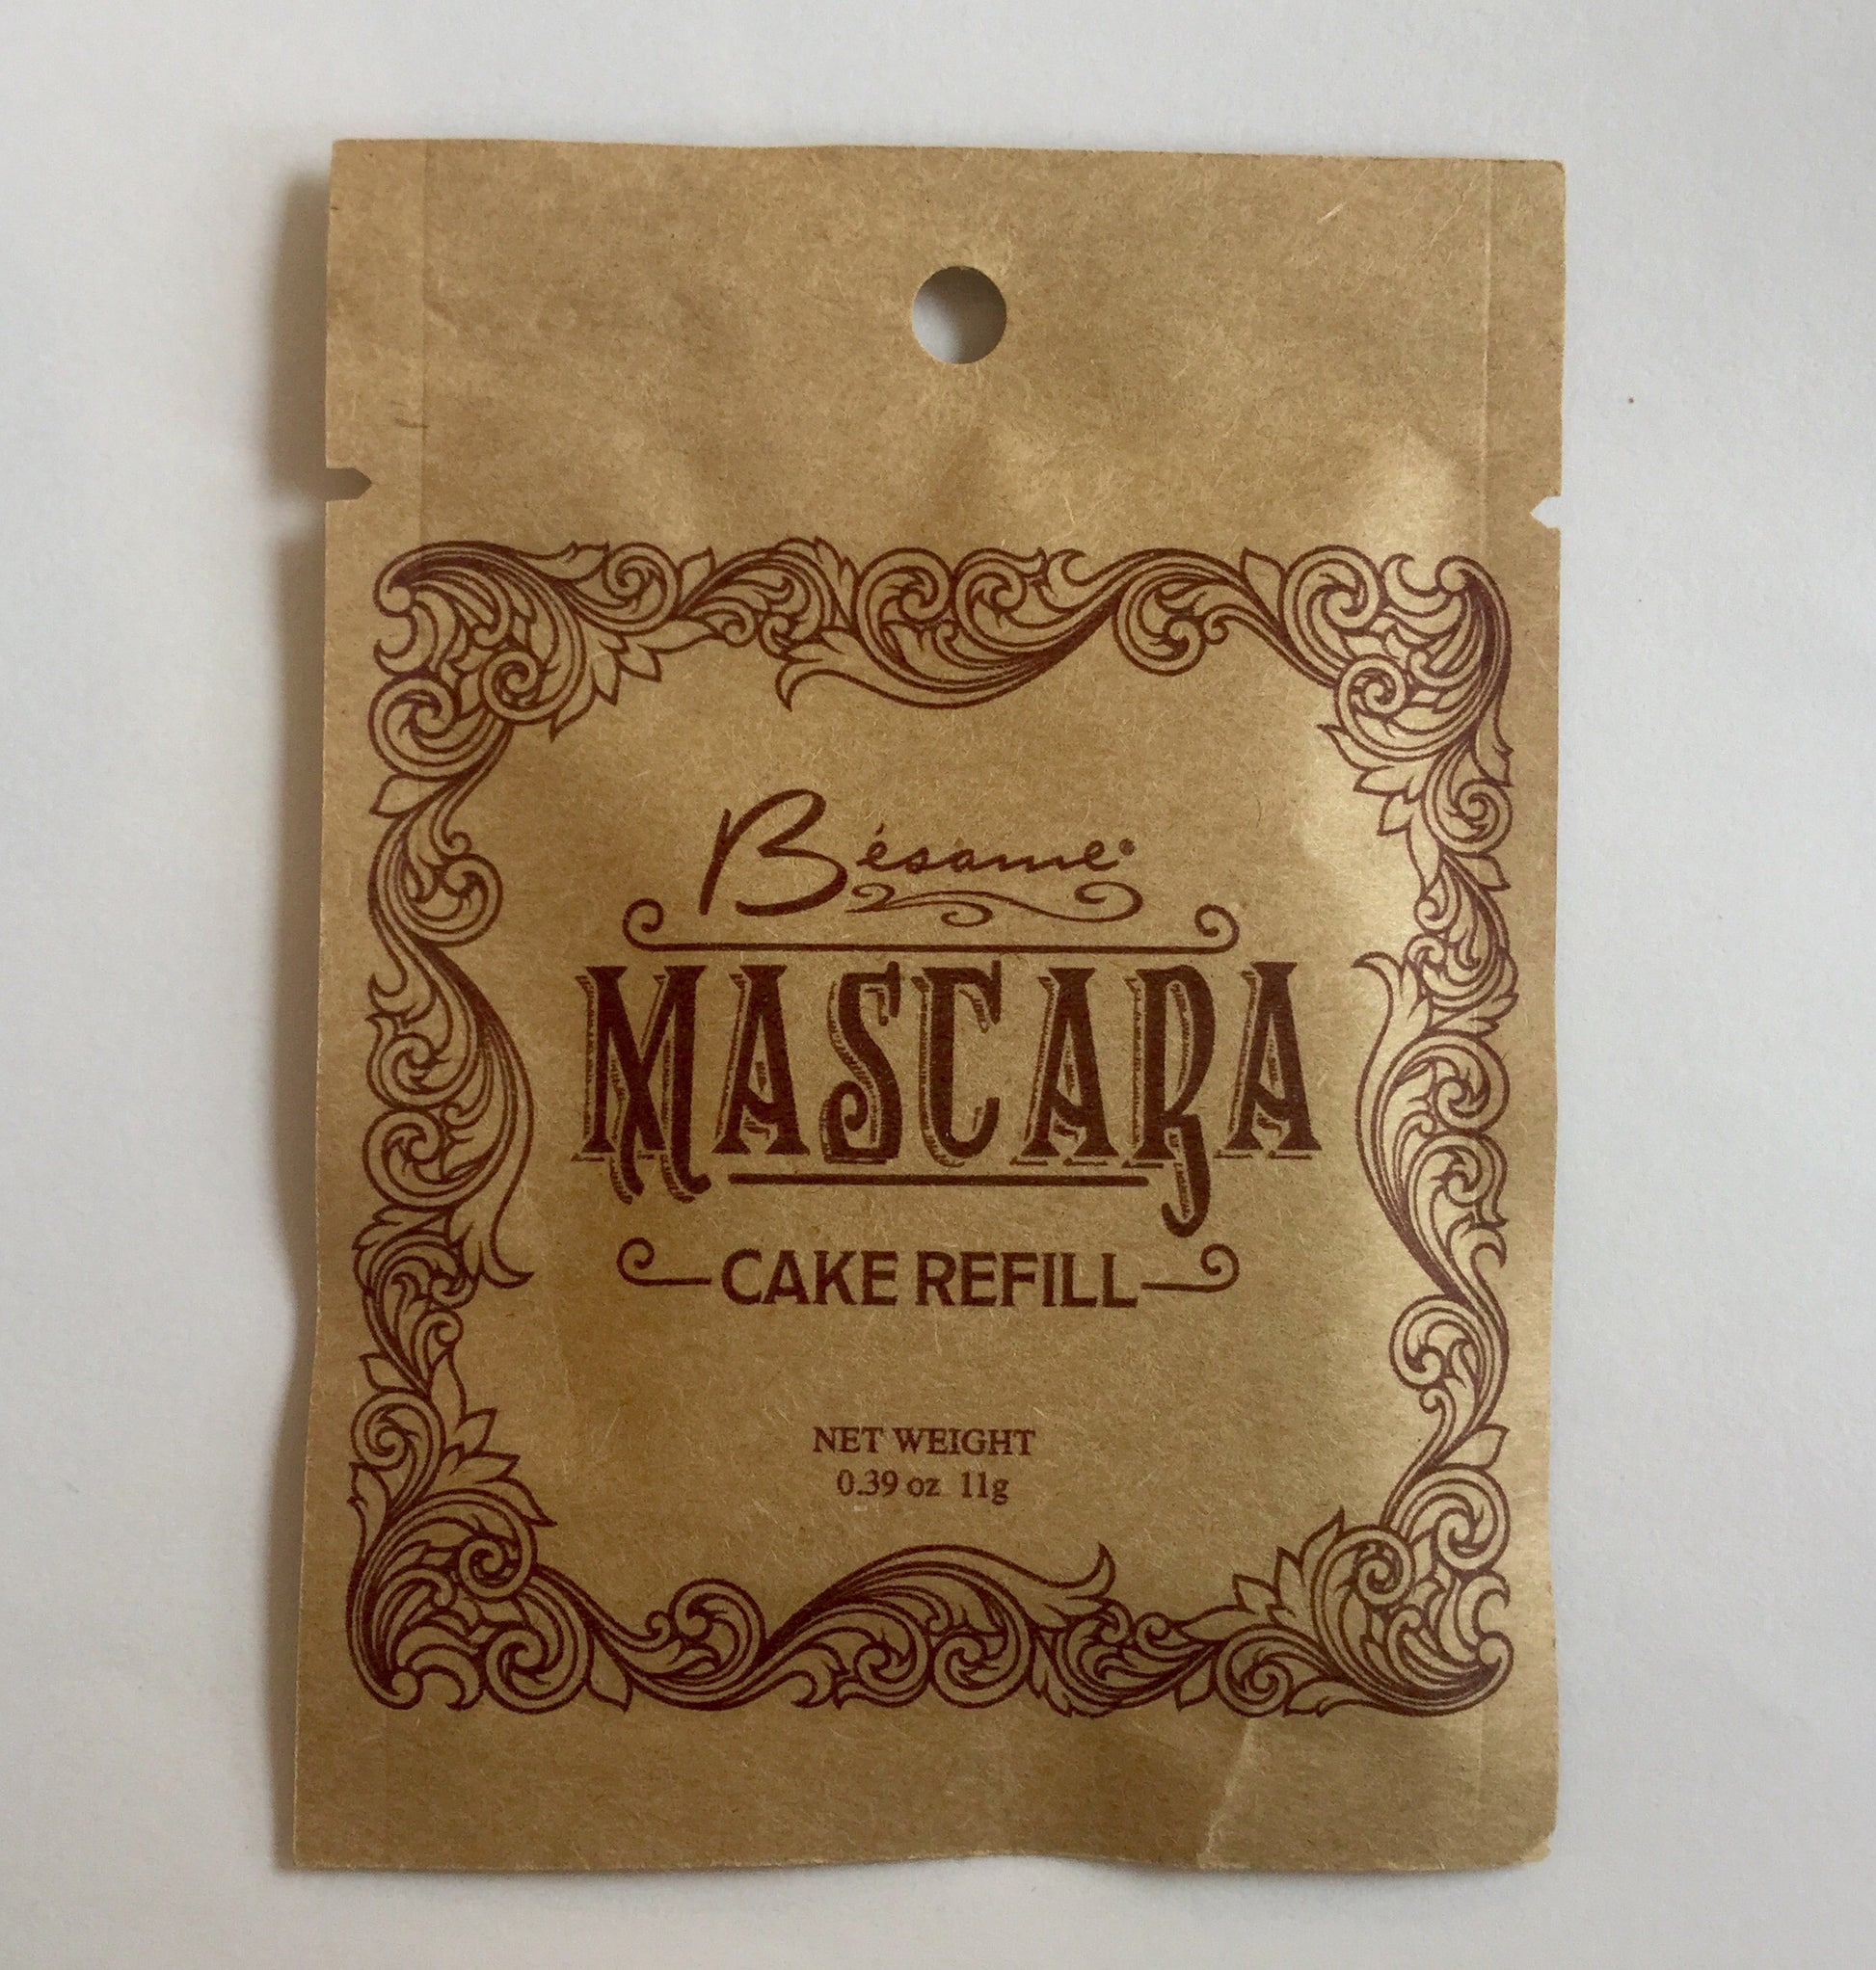 Bésame®
MASCARA
CAKE REFILL
NET WEIGHT
0.39 oz 11g